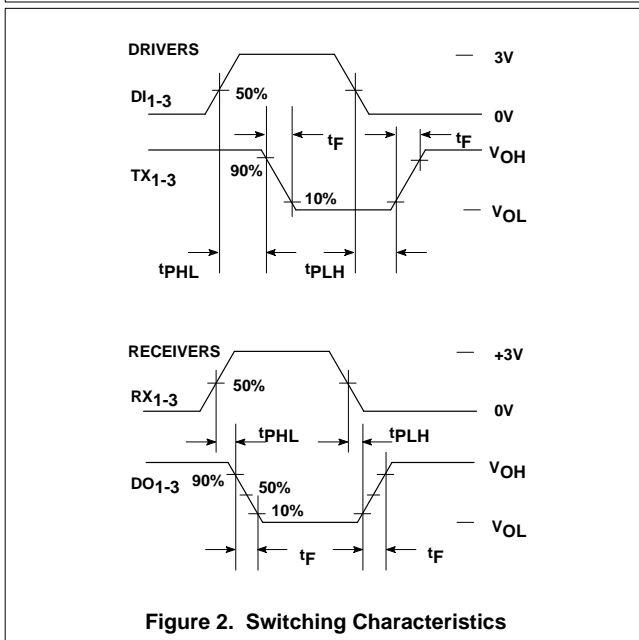 DRIVERS
3V
DI1-3
50%
0V
tF
tF
VOH
TX1-3
90%
10%
VOL
tPHL
tPLH
RECEIVERS
+3V
RX1-3
50%
0V
tPHL
tPLH
VOH
DO1-3
90%
50%
10%
VOL
tF
tF
Figure 2. Switching Characteristics